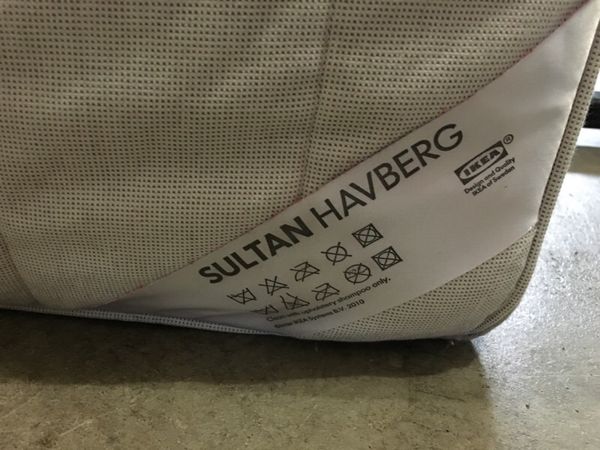 SULTAN HAVBERG
IKEA®
Design and Quality
IKEA of Sweden
Clean with upholstery shampoo only.
©Inter IKEA Systems B.V. 2010